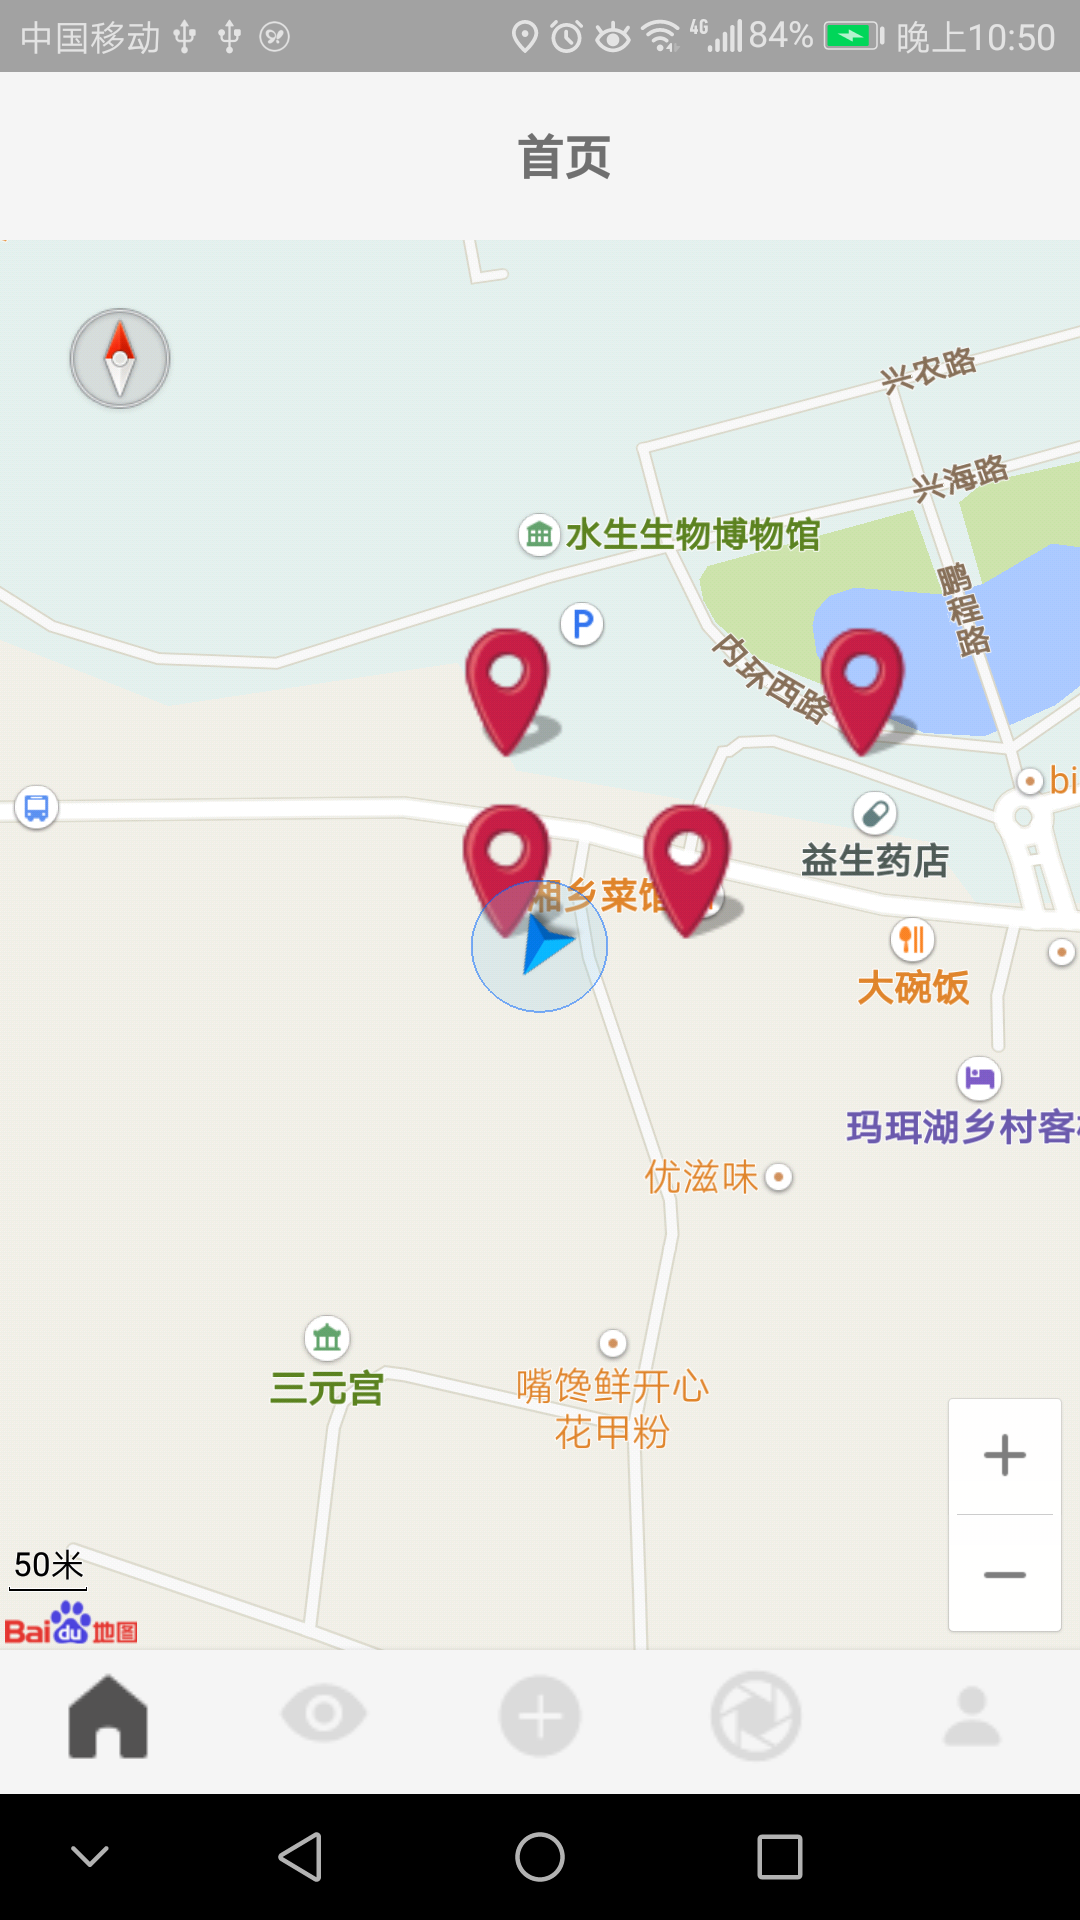 中国移动 4G 84% 晚上10:50
首页
兴农路
兴海路
水生生物博物馆
鹏程路
P
内环西路
bi
益生药店
湘乡菜馆
大碗饭
玛珥湖乡村客
优滋味
三元宫
嘴馋鲜开心
花甲粉
50米
Baidu地图